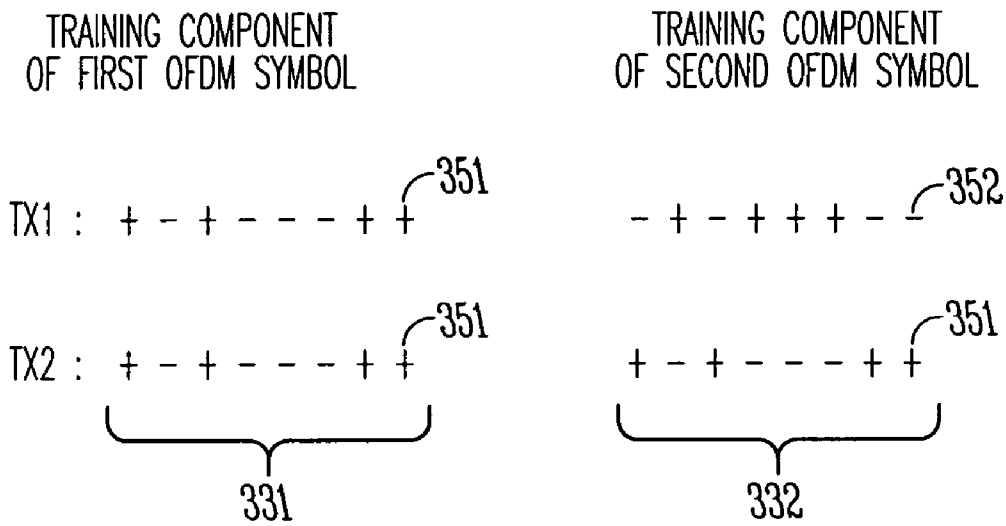 TRAINING COMPONENT
OF FIRST OFDM SYMBOL
TRAINING COMPONENT
OF SECOND OFDM SYMBOL
TX1 : + - + - - - + + 351
- + - + + + - - 352
TX2 : + - + - - - + + 351
+ - + - - - + + 351
331
332